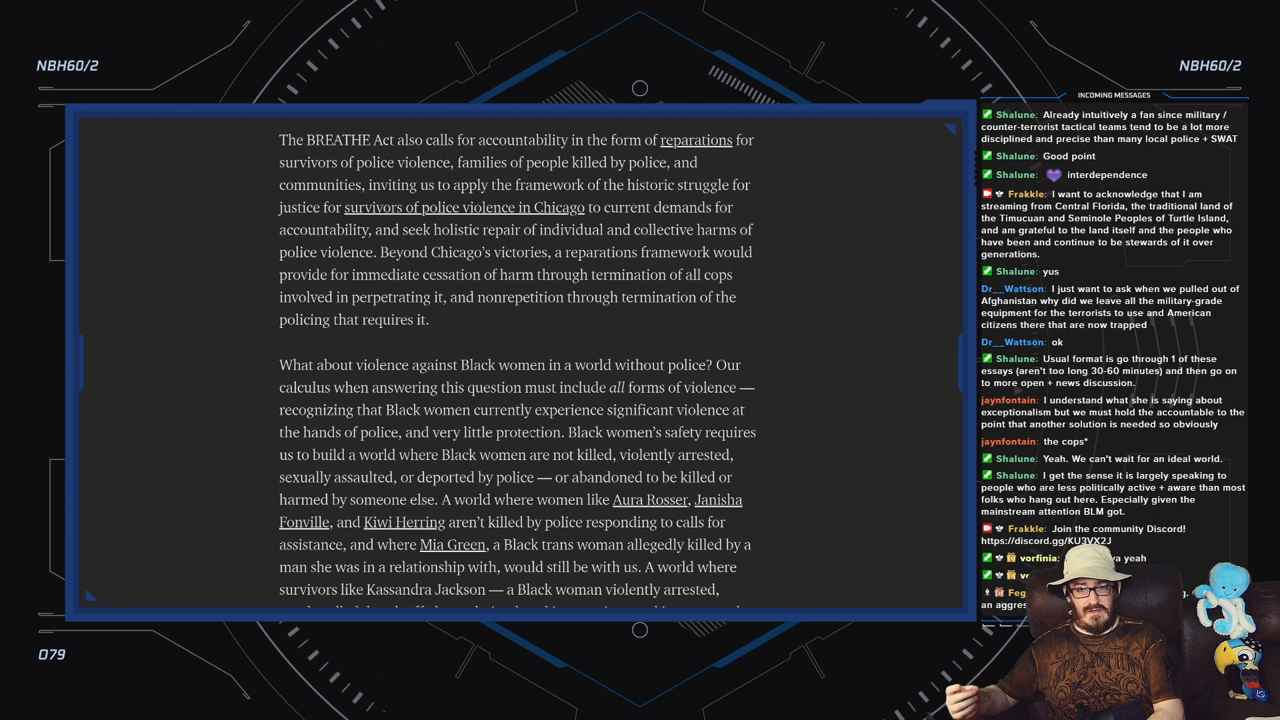 NBH60/2
NBH60/2
The BREATHE Act also calls for accountability in the form of reparations for
survivors of police violence, families of people killed by police, and
communities, inviting us to apply the framework of the historic struggle for
justice for survivors of police violence in Chicago to current demands for
accountability, and seek holistic repair of individual and collective harms of
police violence. Beyond Chicago's victories, a reparations framework would
provide for immediate cessation of harm through termination of all cops
involved in perpetrating it, and nonrepetition through termination of the
policing that requires it.
What about violence against Black women in a world without police? Our
calculus when answering this question must include all forms of violence —
recognizing that Black women currently experience significant violence at
the hands of police, and very little protection. Black women's safety requires
us to build a world where Black women are not killed, violently arrested,
sexually assaulted, or deported by police — or abandoned to be killed or
harmed by someone else. A world where women like Aura Rosser, Janisha
Fonville, and Kiwi Herring aren't killed by police responding to calls for
assistance, and where Mia Green, a Black trans woman allegedly killed by a
man she was in a relationship with, would still be with us. A world where
survivors like Kassandra Jackson — a Black woman violently arrested,
O79
INCOMING MESSAGES
Shalune: Already intuitively a fan since military /
counter-terrorist tactical teams tend to be a lot more
disciplined and precise than many local police + SWAT
Shalune: Good point
Shalune: interdependence
Frakkle: I want to acknowledge that I am
streaming from Central Florida, the traditional land of
the Timucuan and Seminole Peoples of Turtle Island,
and am grateful to the land itself and the people who
have been and continue to be stewards of it over
generations.
Shalune: yus
Dr__Wattson: I just want to ask when we pulled out of
Afghanistan why did we leave all the military-grade
equipment for the terrorists to use and American
citizens there that are now trapped
Dr__Wattson: ok
Shalune: Usual format is go through 1 of these
essays (aren't too long 30-60 minutes) and then go on
to more open + news discussion.
jaynfontain: I understand what she is saying about
exceptionalism but we must hold the accountable to the
point that another solution is needed so obviously
jaynfontain: the cops*
Shalune: Yeah. We can't wait for an ideal world.
Shalune: I get the sense it is largely speaking to
people who are less politically active + aware than most
folks who hang out here. Especially given the
mainstream attention BLM got.
Frakkle: Join the community Discord!
https://discord.gg/KU3VX2J
vorfinia: yeah
an